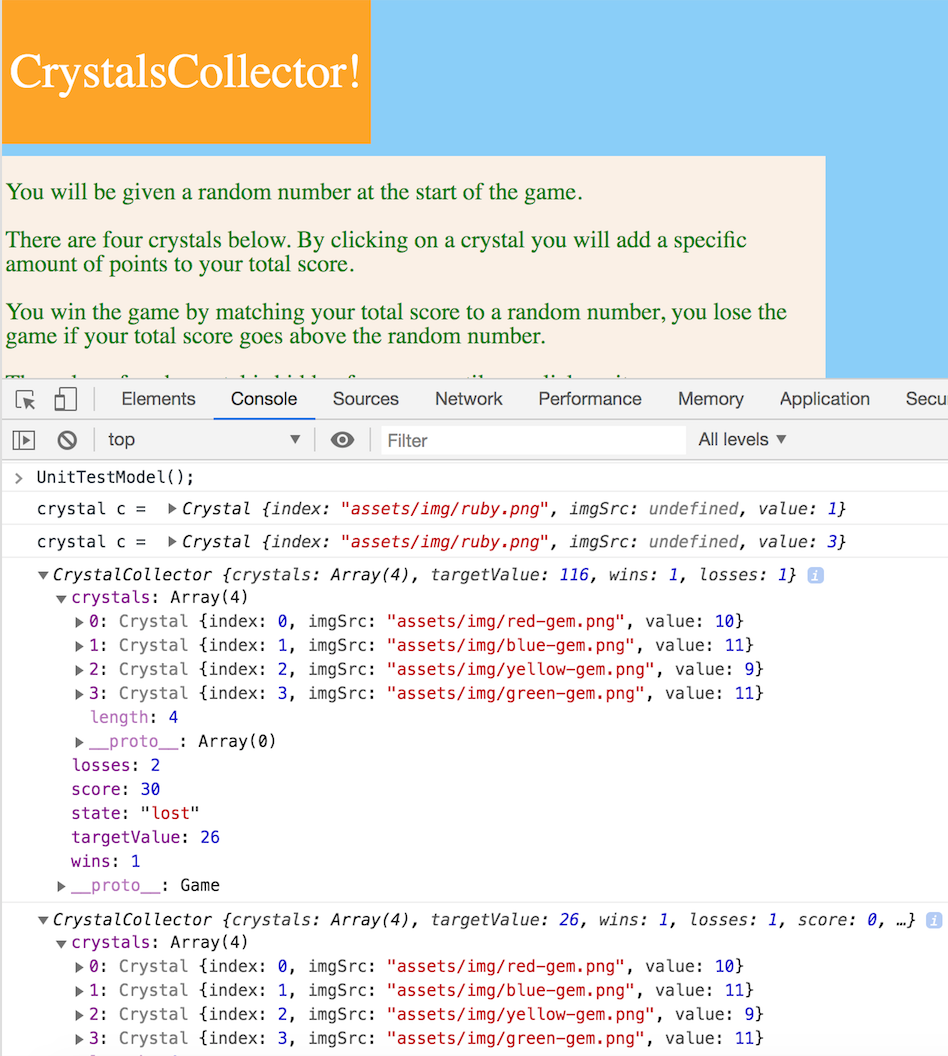 CrystalsCollector!
You will be given a random number at the start of the game.
There are four crystals below. By clicking on a crystal you will add a specific
amount of points to your total score.
You win the game by matching your total score to a random number, you lose the
game if your total score goes above the random number.
Elements Console Sources Network Performance Memory Application Secu
top Filter All levels
UnitTestModel();
crystal c = Crystal {index: "assets/img/ruby.png", imgSrc: undefined, value: 1}
crystal c = Crystal {index: "assets/img/ruby.png", imgSrc: undefined, value: 3}
CrystalCollector {crystals: Array(4), targetValue: 116, wins: 1, losses: 1} i
crystals: Array(4)
0: Crystal {index: 0, imgSrc: "assets/img/red-gem.png", value: 10}
1: Crystal {index: 1, imgSrc: "assets/img/blue-gem.png", value: 11}
2: Crystal {index: 2, imgSrc: "assets/img/yellow-gem.png", value: 9}
3: Crystal {index: 3, imgSrc: "assets/img/green-gem.png", value: 11}
length: 4
__proto__: Array(0)
losses: 2
score: 30
state: "lost"
targetValue: 26
wins: 1
__proto__: Game
CrystalCollector {crystals: Array(4), targetValue: 26, wins: 1, losses: 1, score: 0, …} i
crystals: Array(4)
0: Crystal {index: 0, imgSrc: "assets/img/red-gem.png", value: 10}
1: Crystal {index: 1, imgSrc: "assets/img/blue-gem.png", value: 11}
2: Crystal {index: 2, imgSrc: "assets/img/yellow-gem.png", value: 9}
3: Crystal {index: 3, imgSrc: "assets/img/green-gem.png", value: 11}